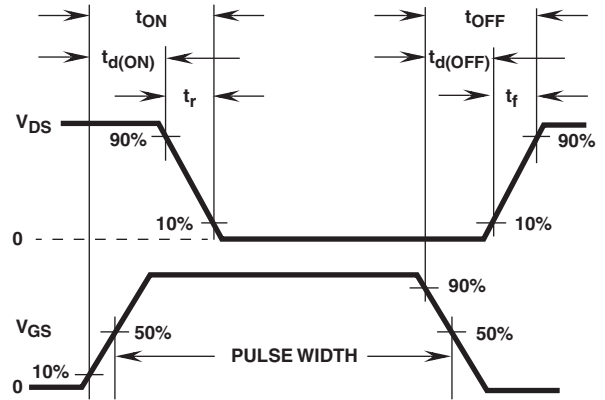 tON tOFF
td(ON) td(OFF)
tr tf
VDS
90% 90%
10% 10%
0
90%
VGS 50% 50%
PULSE WIDTH
10%
0